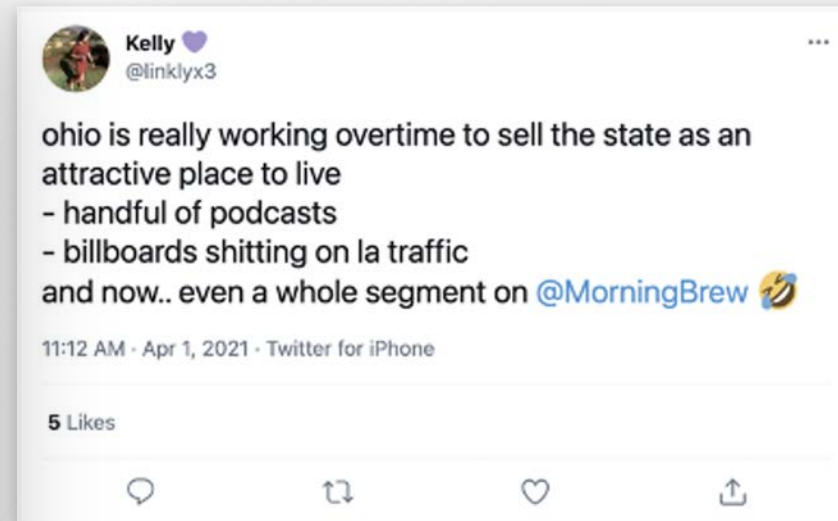 Kelly 💜
@linklyx3
ohio is really working overtime to sell the state as an
attractive place to live
- handful of podcasts
- billboards shitting on la traffic
and now.. even a whole segment on @MorningBrew 🤣
11:12 AM · Apr 1, 2021 · Twitter for iPhone
5 Likes